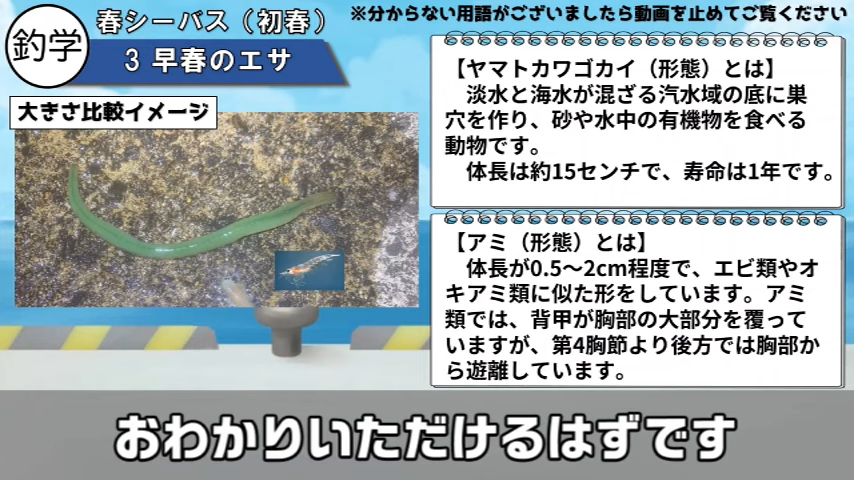 釣学
春シーバス（初春）
3 早春のエサ
※分からない用語がございましたら動画を止めてご覧ください
大きさ比較イメージ
【ヤマトカワゴカイ（形態）とは】
淡水と海水が混ざる汽水域の底に巣
穴を作り、砂や水中の有機物を食べる
動物です。
体長は約15センチで、寿命は1年です。
【アミ（形態）とは】
体長が0.5～2cm程度で、エビ類やオ
キアミ類に似た形をしています。アミ
類では、背甲が胸部の大部分を覆って
いますが、第4胸節より後方では胸部か
ら遊離しています。
おわかりいただけるはずです